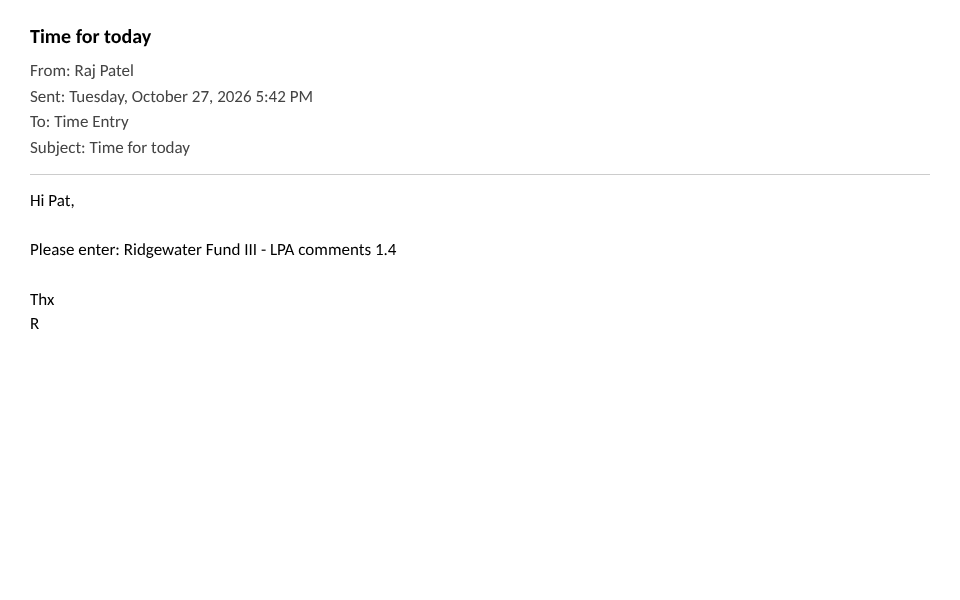 Time for today
From: Raj Patel
Sent: Tuesday, October 27, 2026 5:42 PM
To: Time Entry
Subject: Time for today
Hi Pat,
Please enter: Ridgewater Fund III - LPA comments 1.4
Thx
R